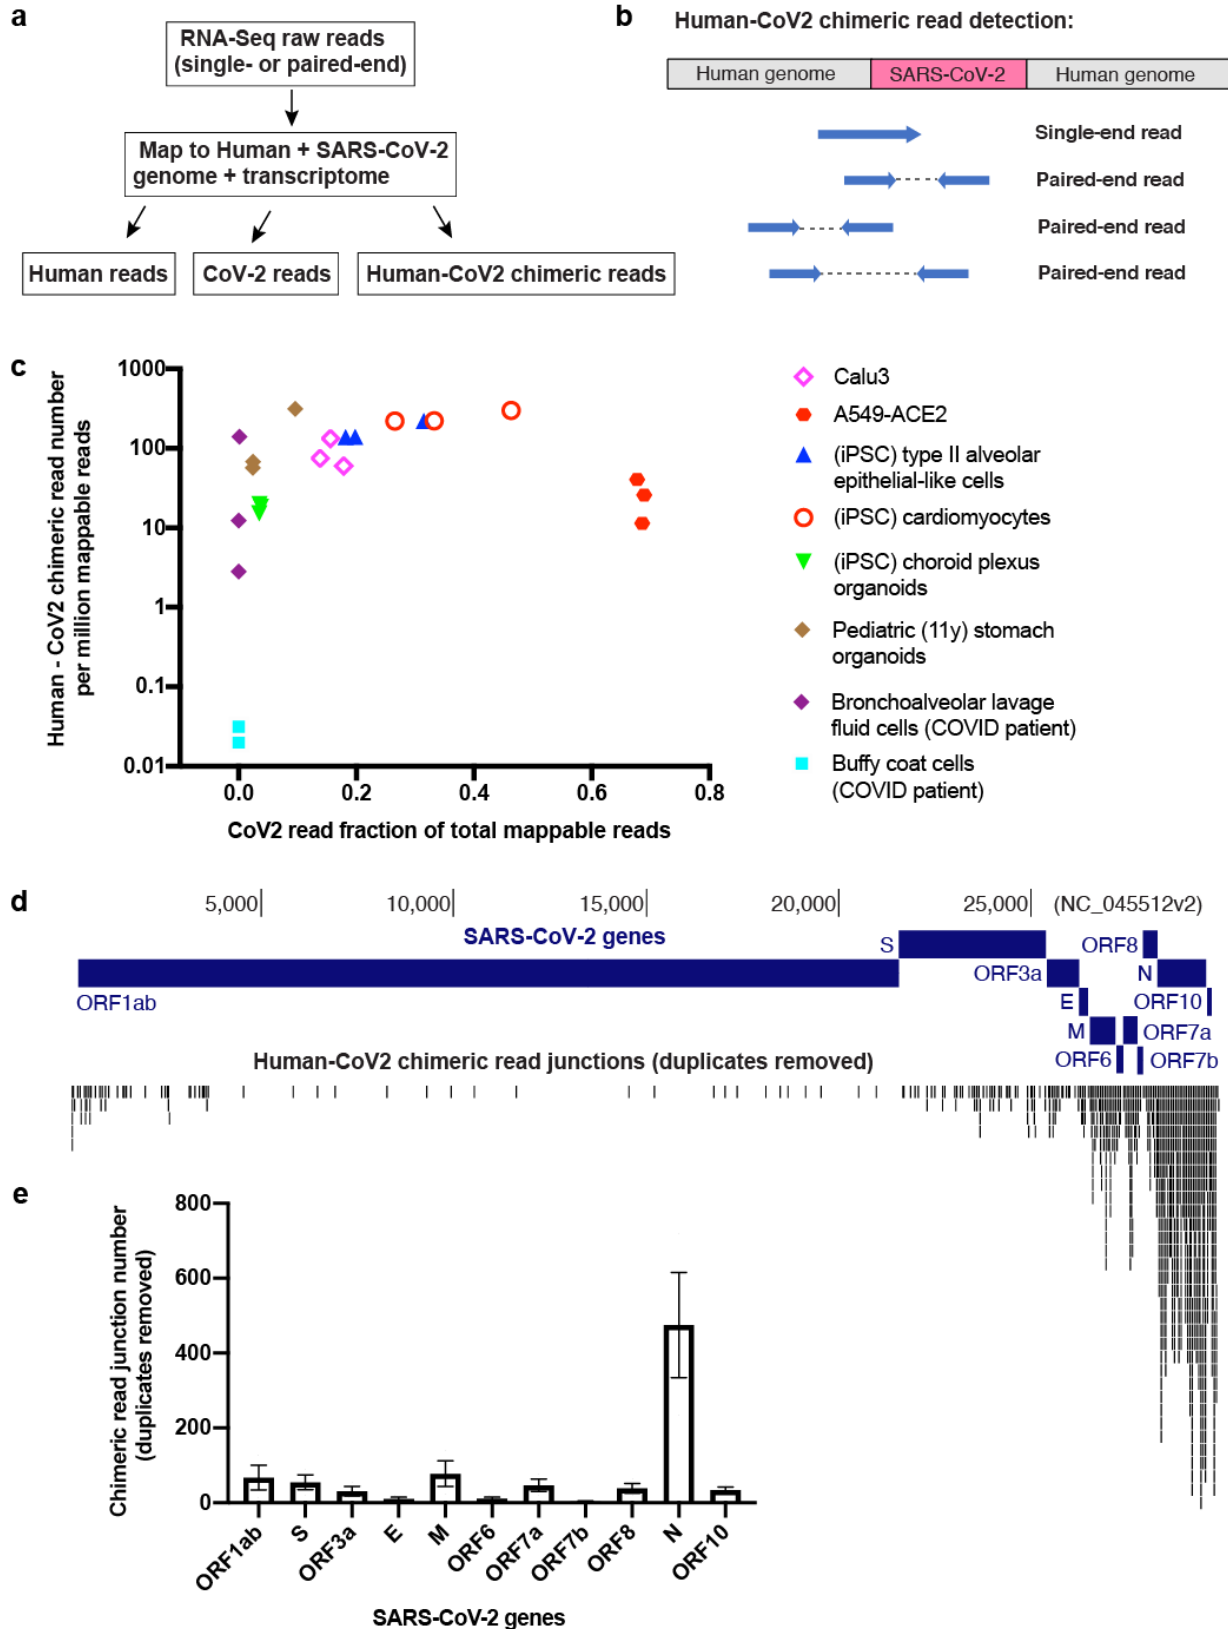 a
RNA-Seq raw reads
(single- or paired-end)
Map to Human + SARS-CoV-2
genome + transcriptome
Human reads
CoV-2 reads
Human-CoV2 chimeric reads
b
Human-CoV2 chimeric read detection:
Human genome
SARS-CoV-2
Human genome
Single-end read
Paired-end read
Paired-end read
Paired-end read
c
Human - CoV2 chimeric read number
per million mappable reads
1000
100
10
1
0.1
0.01
0.0
0.2
0.4
0.6
0.8
CoV2 read fraction of total mappable reads
Calu3
A549-ACE2
(iPSC) type II alveolar
epithelial-like cells
(iPSC) cardiomyocytes
(iPSC) choroid plexus
organoids
Pediatric (11y) stomach
organoids
Bronchoalveolar lavage
fluid cells (COVID patient)
Buffy coat cells
(COVID patient)
d
5,000
10,000
15,000
20,000
25,000
(NC_045512v2)
SARS-CoV-2 genes
S
ORF8
ORF3a
N
ORF1ab
E
ORF10
M
ORF7a
ORF6
ORF7b
Human-CoV2 chimeric read junctions (duplicates removed)
e
Chimeric read junction number
(duplicates removed)
800
600
400
200
0
ORF1ab
S
ORF3a
E
M
ORF6
ORF7a
ORF7b
ORF8
N
ORF10
SARS-CoV-2 genes